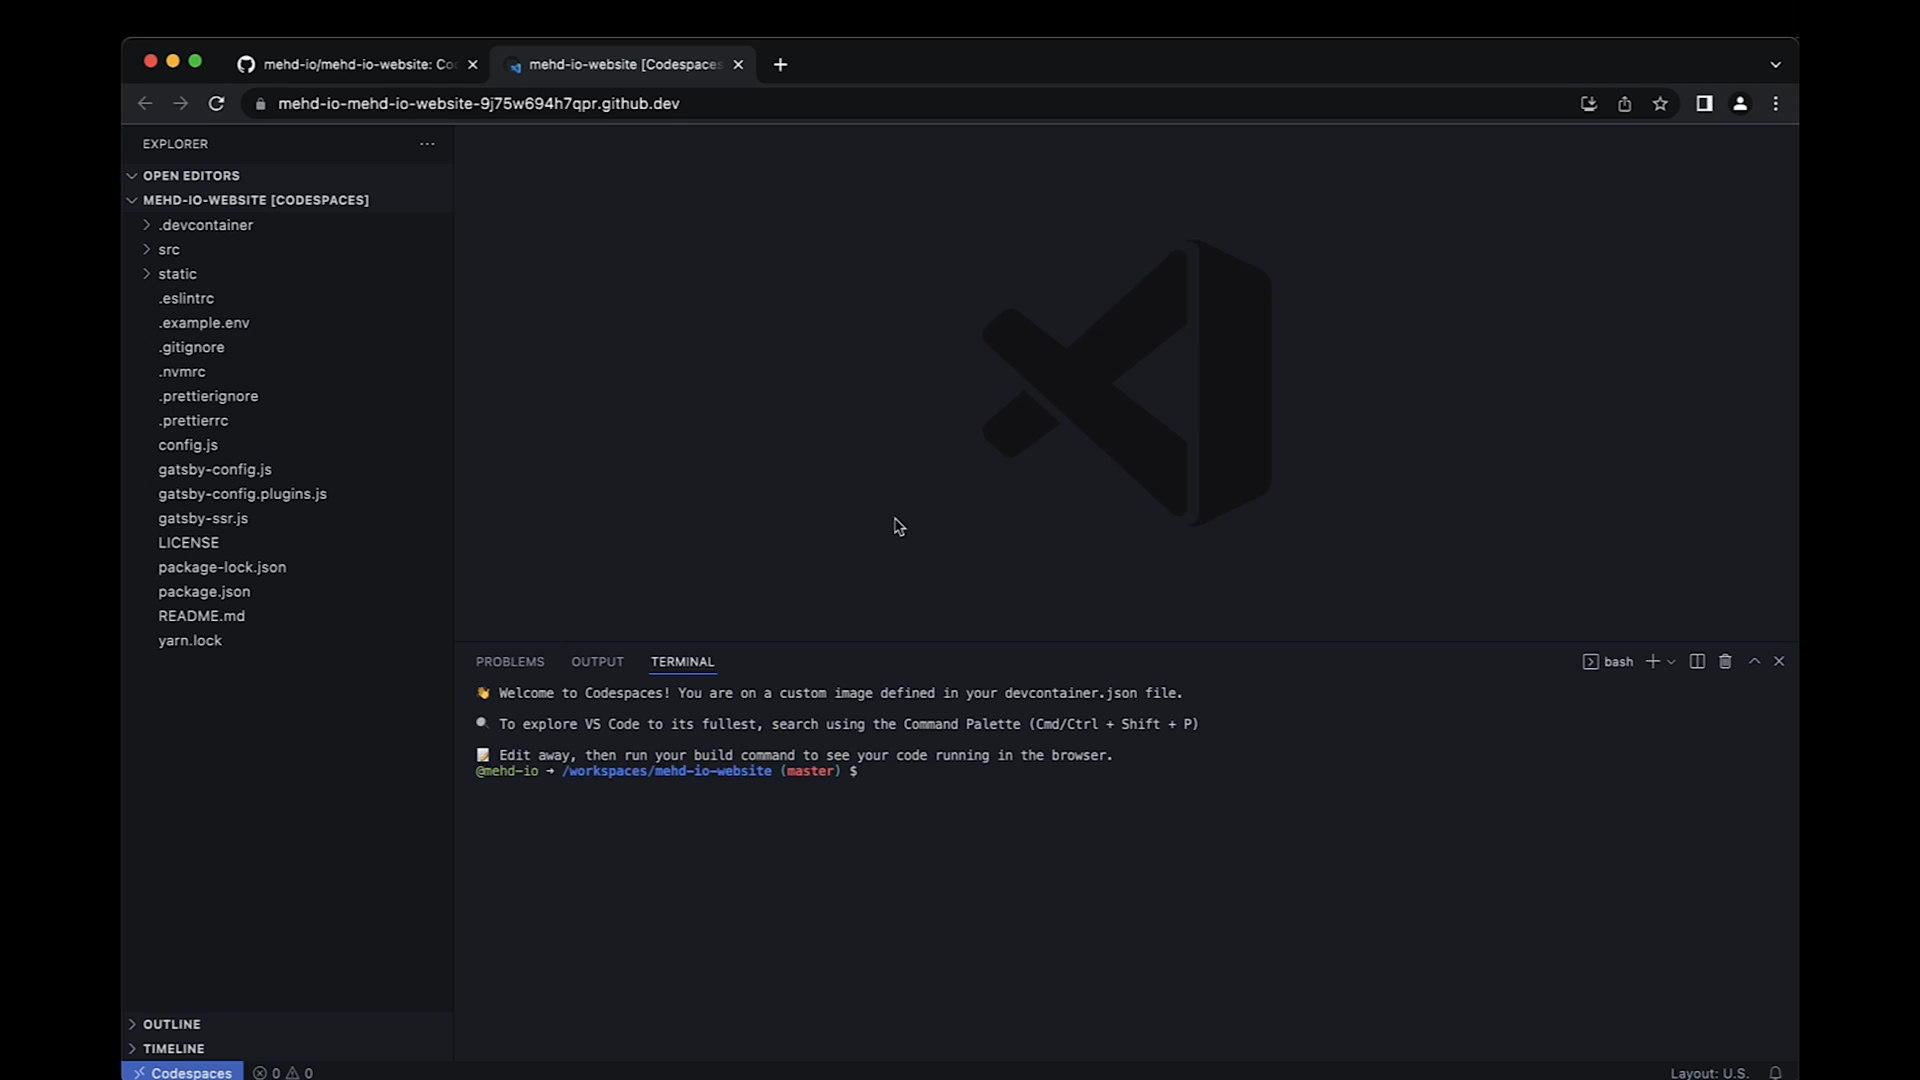 mehd-io/mehd-io-website: Co
mehd-io-website [Codespaces
mehd-io-mehd-io-website-9j75w694h7qpr.github.dev
EXPLORER
OPEN EDITORS
MEHD-IO-WEBSITE [CODESPACES]
.devcontainer
src
static
.eslintrc
.example.env
.gitignore
.nvmrc
.prettierignore
.prettierrc
config.js
gatsby-config.js
gatsby-config.plugins.js
gatsby-ssr.js
LICENSE
package-lock.json
package.json
README.md
yarn.lock
OUTLINE
TIMELINE
PROBLEMS OUTPUT TERMINAL
bash
👋 Welcome to Codespaces! You are on a custom image defined in your devcontainer.json file.
🔍 To explore VS Code to its fullest, search using the Command Palette (Cmd/Ctrl + Shift + P)
📝 Edit away, then run your build command to see your code running in the browser.
@mehd-io ➜ /workspaces/mehd-io-website (master) $
Codespaces 0 0
Layout: U.S.